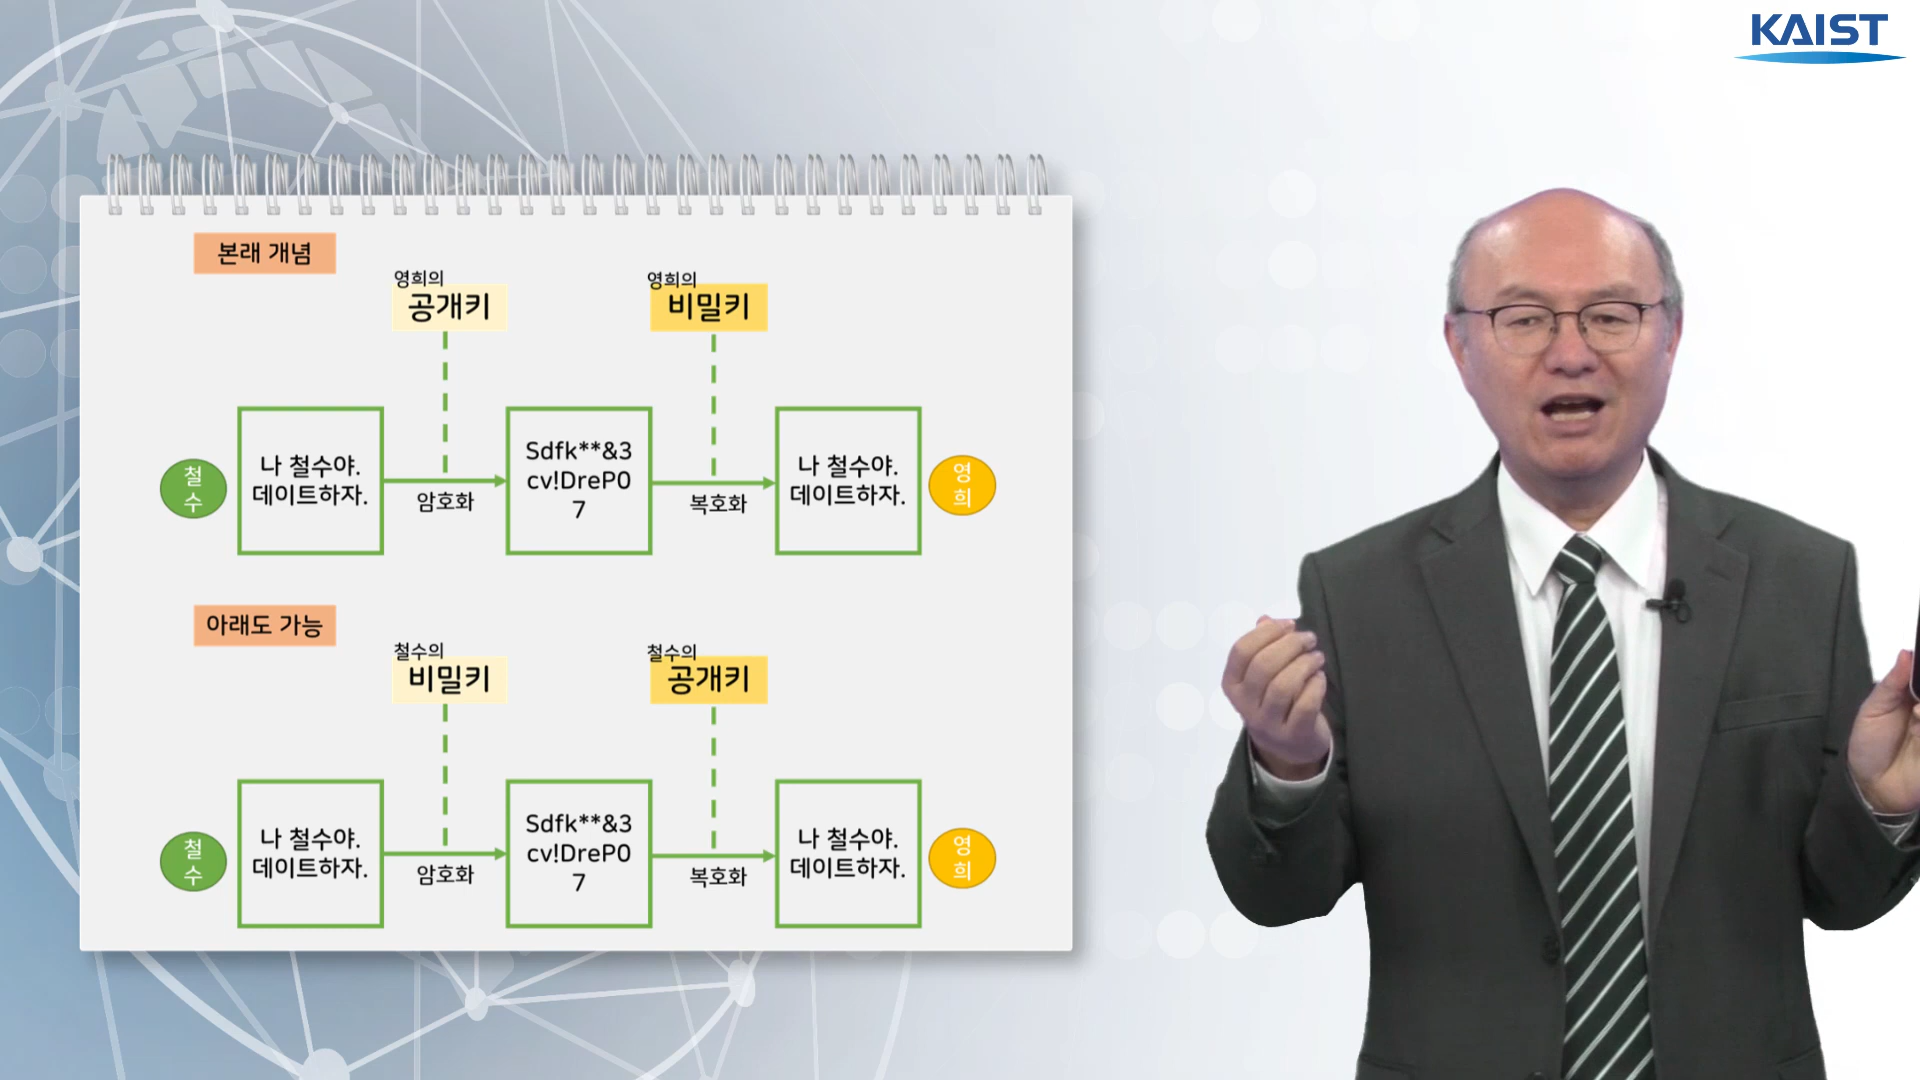 KAIST
본래 개념
영희의
공개키
영희의
비밀키
철
수
나 철수야.
데이트하자.
암호화
Sdfk**&3
cv!DreP0
7
복호화
나 철수야.
데이트하자.
영
희
아래도 가능
철수의
비밀키
철수의
공개키
철
수
나 철수야.
데이트하자.
암호화
Sdfk**&3
cv!DreP0
7
복호화
나 철수야.
데이트하자.
영
희